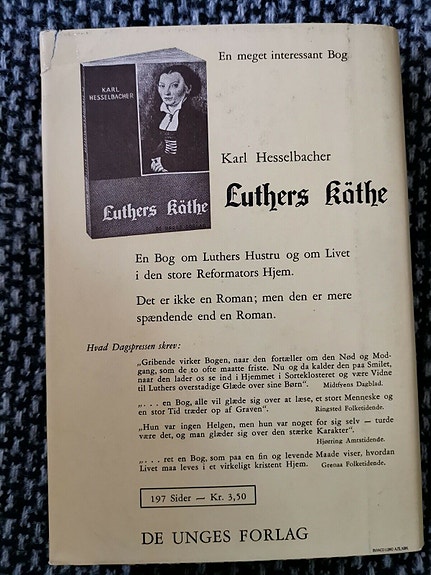 En meget interessant Bog
KARL
HESSELBACHER
Luthers Käthe
Karl Hesselbacher
Luthers Käthe
En Bog om Luthers Hustru og om Livet
i den store Reformators Hjem.
Det er ikke en Roman; men den er mere
spændende end en Roman.
Hvad Dagspressen skrev:
„Gribende virker Bogen, naar den fortæller om den Nød og Mod-
gang, som de to ofte maatte friste. Nu og da kalder den paa Smilet,
naar den lader os se ind i Hjemmet i Sorteklosteret og være Vidne
til Luthers overstadige Glæde over sine Børn“. Midtfyens Dagblad.
„. . . en Bog, alle vil glæde sig over at læse, et stort Menneske og
en stor Tid træder op af Graven“. Ringsted Folketidende.
„Hun var ingen Helgen, men hun var noget for sig selv — turde
være det, og man glæder sig over den stærke Karakter“.
Hjørring Amtstidende.
„. . . ret en Bog, som paa en fin og levende Maade viser, hvordan
Livet maa leves i et virkeligt kristent Hjem. Grenaa Folketidende.
197 Sider — Kr. 3,50
DE UNGES FORLAG